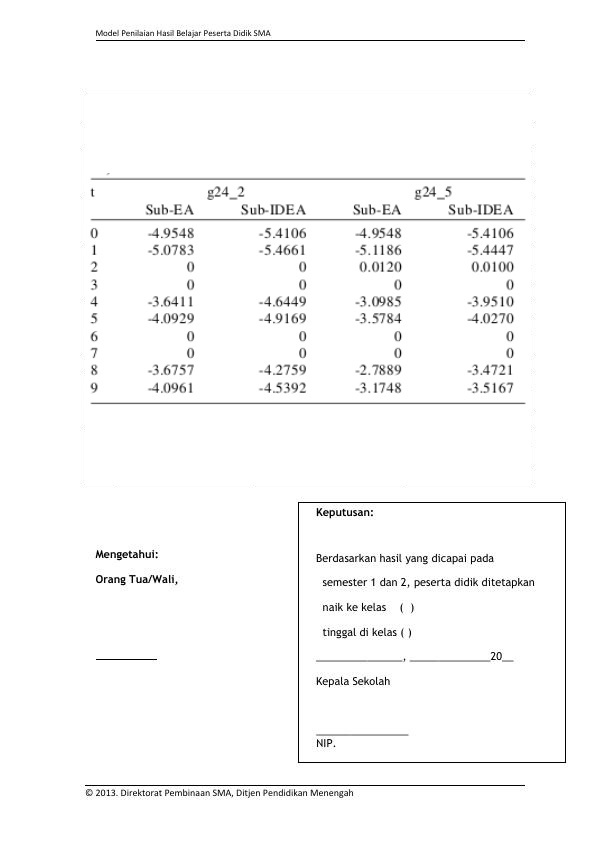 Model Penilaian Hasil Belajar Peserta Didik SMA
t g24_2 g24_5
Sub-EA Sub-IDEA Sub-EA Sub-IDEA
0 -4.9548 -5.4106 -4.9548 -5.4106
1 -5.0783 -5.4661 -5.1186 -5.4447
2 0 0 0.0120 0.0100
3 0 0 0 0
4 -3.6411 -4.6449 -3.0985 -3.9510
5 -4.0929 -4.9169 -3.5784 -4.0270
6 0 0 0 0
7 0 0 0 0
8 -3.6757 -4.2759 -2.7889 -3.4721
9 -4.0961 -4.5392 -3.1748 -3.5167
Mengetahui:
Orang Tua/Wali,
__________
Keputusan:
Berdasarkan hasil yang dicapai pada
semester 1 dan 2, peserta didik ditetapkan
naik ke kelas ( )
tinggal di kelas ( )
_______________, ______________20__
Kepala Sekolah
________________
NIP.
© 2013. Direktorat Pembinaan SMA, Ditjen Pendidikan Menengah